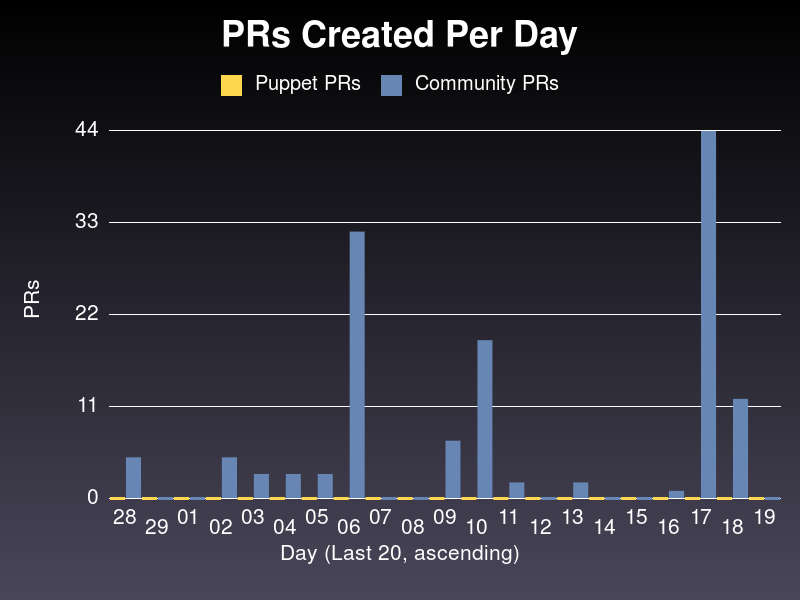 PRs Created Per Day
Puppet PRs Community PRs
44
33
22
11
0
PRs
28 29 01 02 03 04 05 06 07 08 09 10 11 12 13 14 15 16 17 18 19
Day (Last 20, ascending)